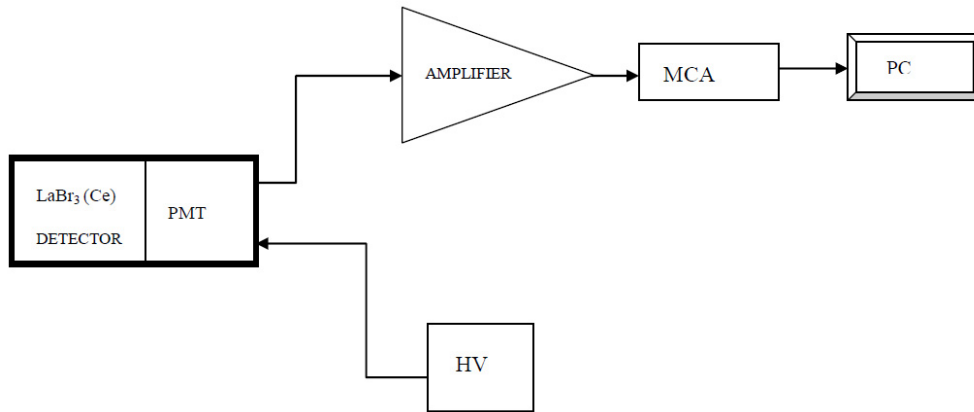 AMPLIFIER
MCA
PC
LaBr₃ (Ce)
DETECTOR
PMT
HV